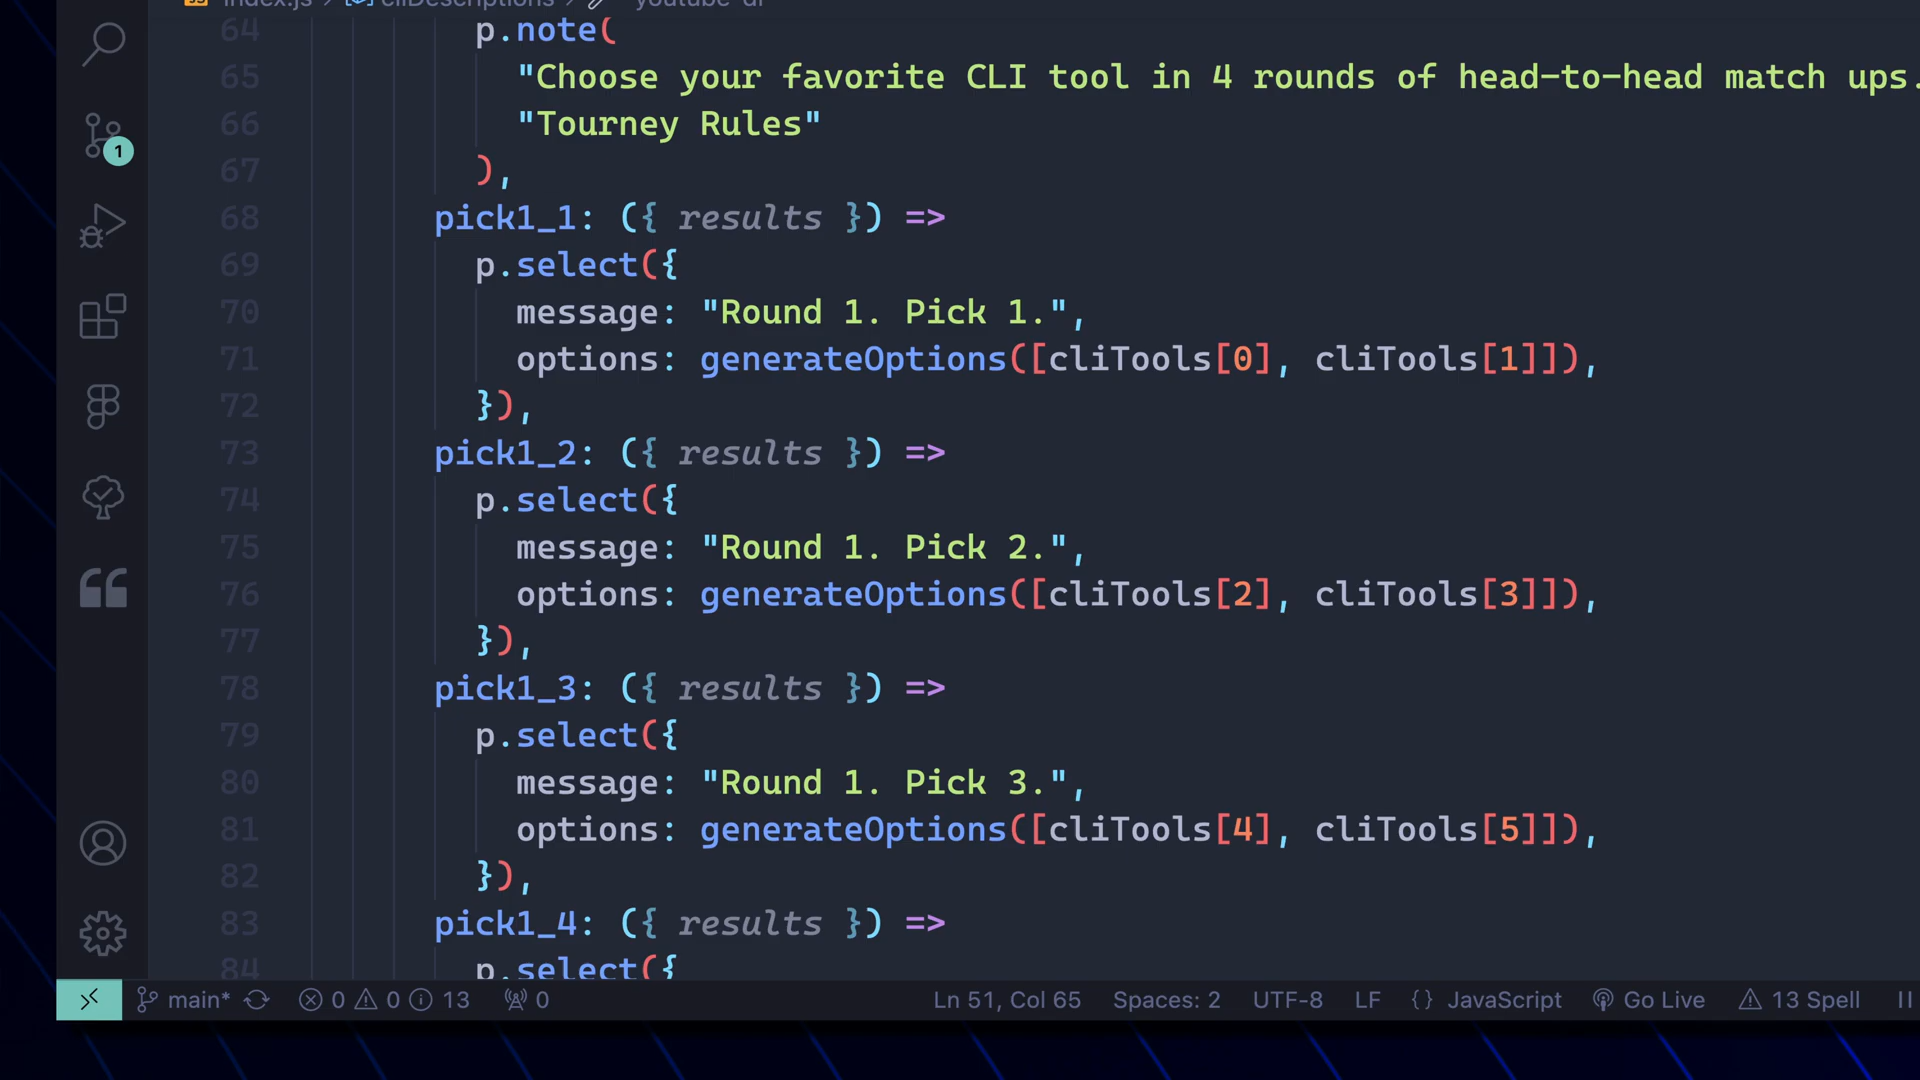 index.js > cliDescriptions > youtube-dl
64 p.note(
65 "Choose your favorite CLI tool in 4 rounds of head-to-head match ups.
66 "Tourney Rules"
67 ),
68 pick1_1: ({ results }) =>
69 p.select({
70 message: "Round 1. Pick 1.",
71 options: generateOptions([cliTools[0], cliTools[1]]),
72 }),
73 pick1_2: ({ results }) =>
74 p.select({
75 message: "Round 1. Pick 2.",
76 options: generateOptions([cliTools[2], cliTools[3]]),
77 }),
78 pick1_3: ({ results }) =>
79 p.select({
80 message: "Round 1. Pick 3.",
81 options: generateOptions([cliTools[4], cliTools[5]]),
82 }),
83 pick1_4: ({ results }) =>
84 p.select({
1
main* 0 0 13 0 Ln 51, Col 65 Spaces: 2 UTF-8 LF {} JavaScript Go Live 13 Spell